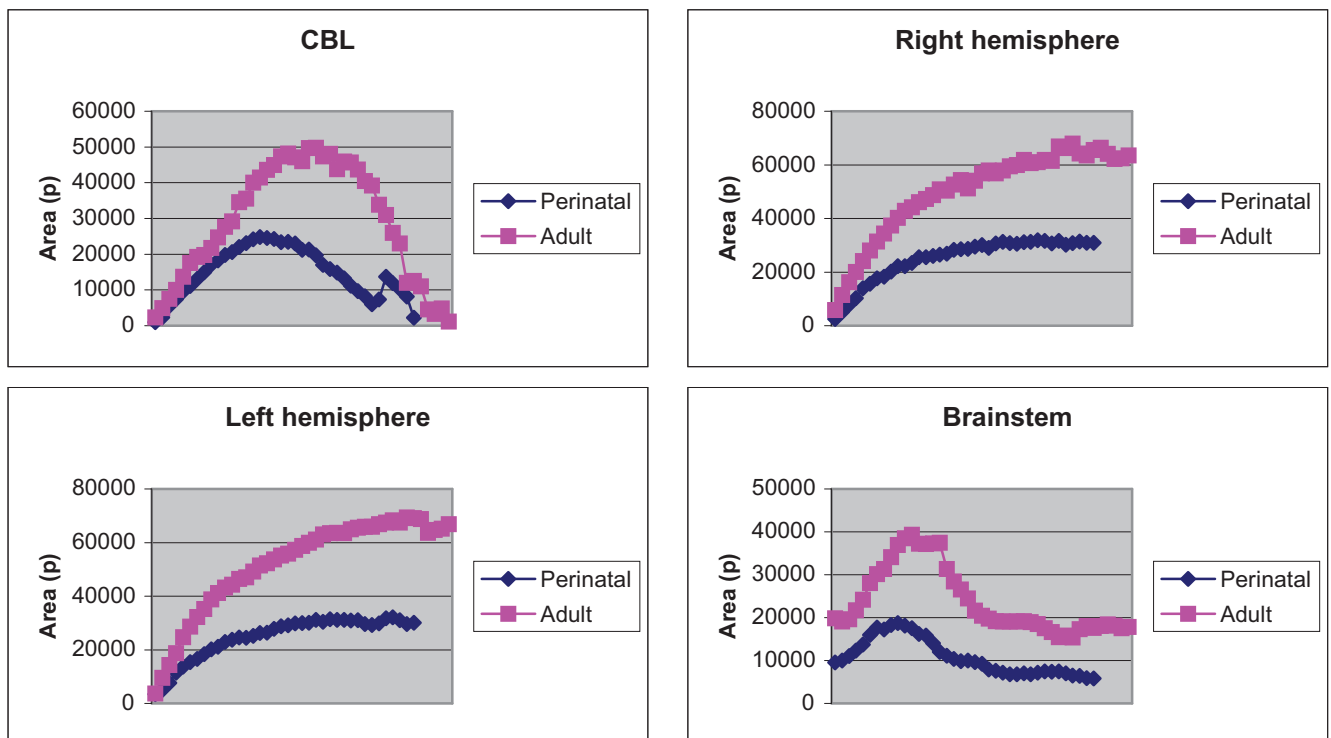 CBL
60000
50000
40000
30000
20000
10000
0
Area (p)
Perinatal
Adult
Right hemisphere
80000
60000
40000
20000
0
Area (p)
Perinatal
Adult
Left hemisphere
80000
60000
40000
20000
0
Area (p)
Perinatal
Adult
Brainstem
50000
40000
30000
20000
10000
0
Area (p)
Perinatal
Adult